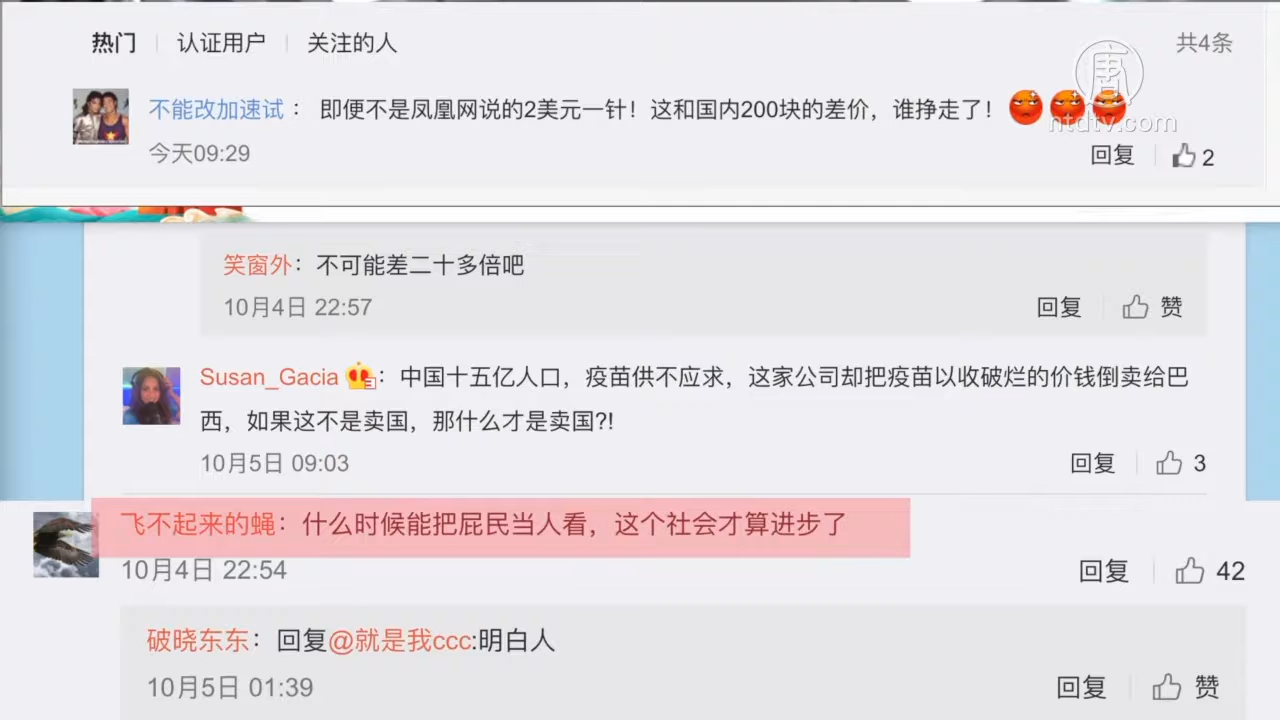 热门 认证用户 关注的人 共4条
唐
ntdtv.com
不能改加速试： 即便不是凤凰网说的2美元一针！这和国内200块的差价，谁挣走了！
今天09:29 回复 2
笑窗外：不可能差二十多倍吧
10月4日 22:57 回复 赞
Susan_Gacia ：中国十五亿人口，疫苗供不应求，这家公司却把疫苗以收破烂的价钱倒卖给巴
西，如果这不是卖国，那什么才是卖国?!
10月5日 09:03 回复 3
飞不起来的蝇：什么时候能把屁民当人看，这个社会才算进步了
10月4日 22:54 回复 42
破晓东东：回复@就是我ccc:明白人
10月5日 01:39 回复 赞